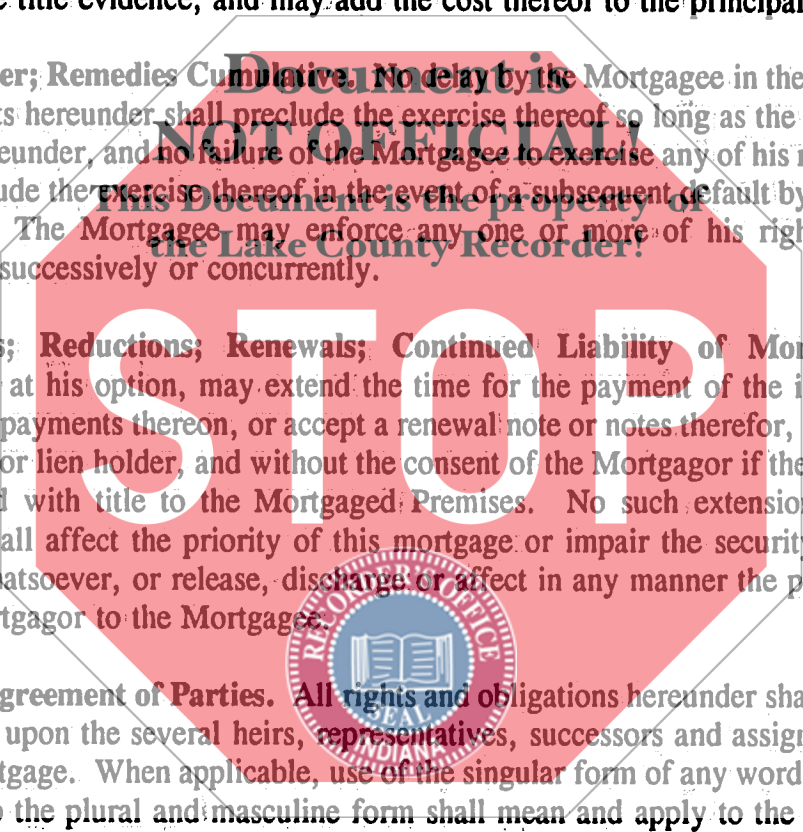 title evidence, and may add the cost thereof to the principal
er; Remedies Cumulative. No delay by the Mortgagee in the
ts hereunder shall preclude the exercise thereof so long as the
eunder, and no failure of the Mortgagee to exercise any of his
ude the exercise thereof in the event of a subsequent default by
The Mortgagee may enforce any one or more of his righ
successively or concurrently.
Document is
NOT OFFICIAL!
This Document is the property of
the Lake County Recorder!
STOP
s; Reductions; Renewals; Continued Liability of Mor
at his option, may extend the time for the payment of the i
payments thereon, or accept a renewal note or notes therefor,
or lien holder, and without the consent of the Mortgagor if the
d with title to the Mortgaged Premises. No such extension
all affect the priority of this mortgage or impair the security
atsoever, or release, discharge or affect in any manner the p
tgagor to the Mortgagee.
RECORDER'S OFFICE
SEAL
INDIANA
greement of Parties. All rights and obligations hereunder sha
upon the several heirs, representatives, successors and assign
tgage. When applicable, use of the singular form of any word
o the plural and masculine form shall mean and apply to the